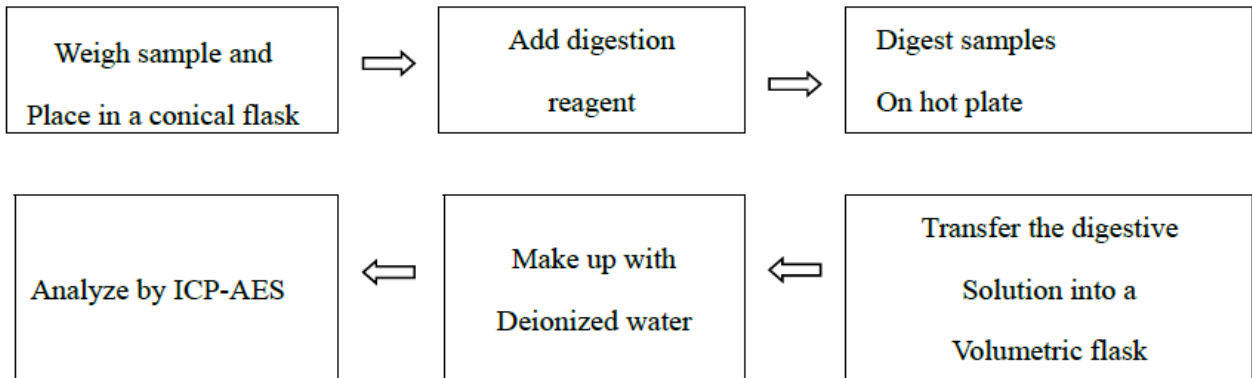 Weigh sample and
Place in a conical flask
Add digestion
reagent
Digest samples
On hot plate
Transfer the digestive
Solution into a
Volumetric flask
Make up with
Deionized water
Analyze by ICP-AES